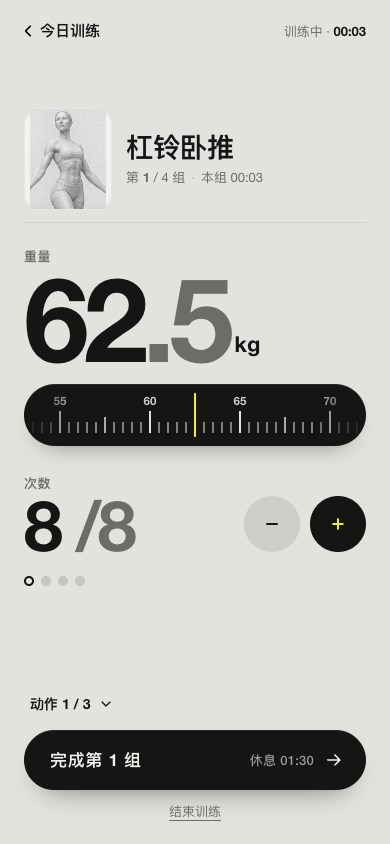 今日训练
训练中 · 00:03
杠铃卧推
第 1 / 4 组 · 本组 00:03
重量
62.5kg
55 60 65 70
次数
8 /8
− +
动作 1 / 3
完成第 1 组
休息 01:30 →
结束训练